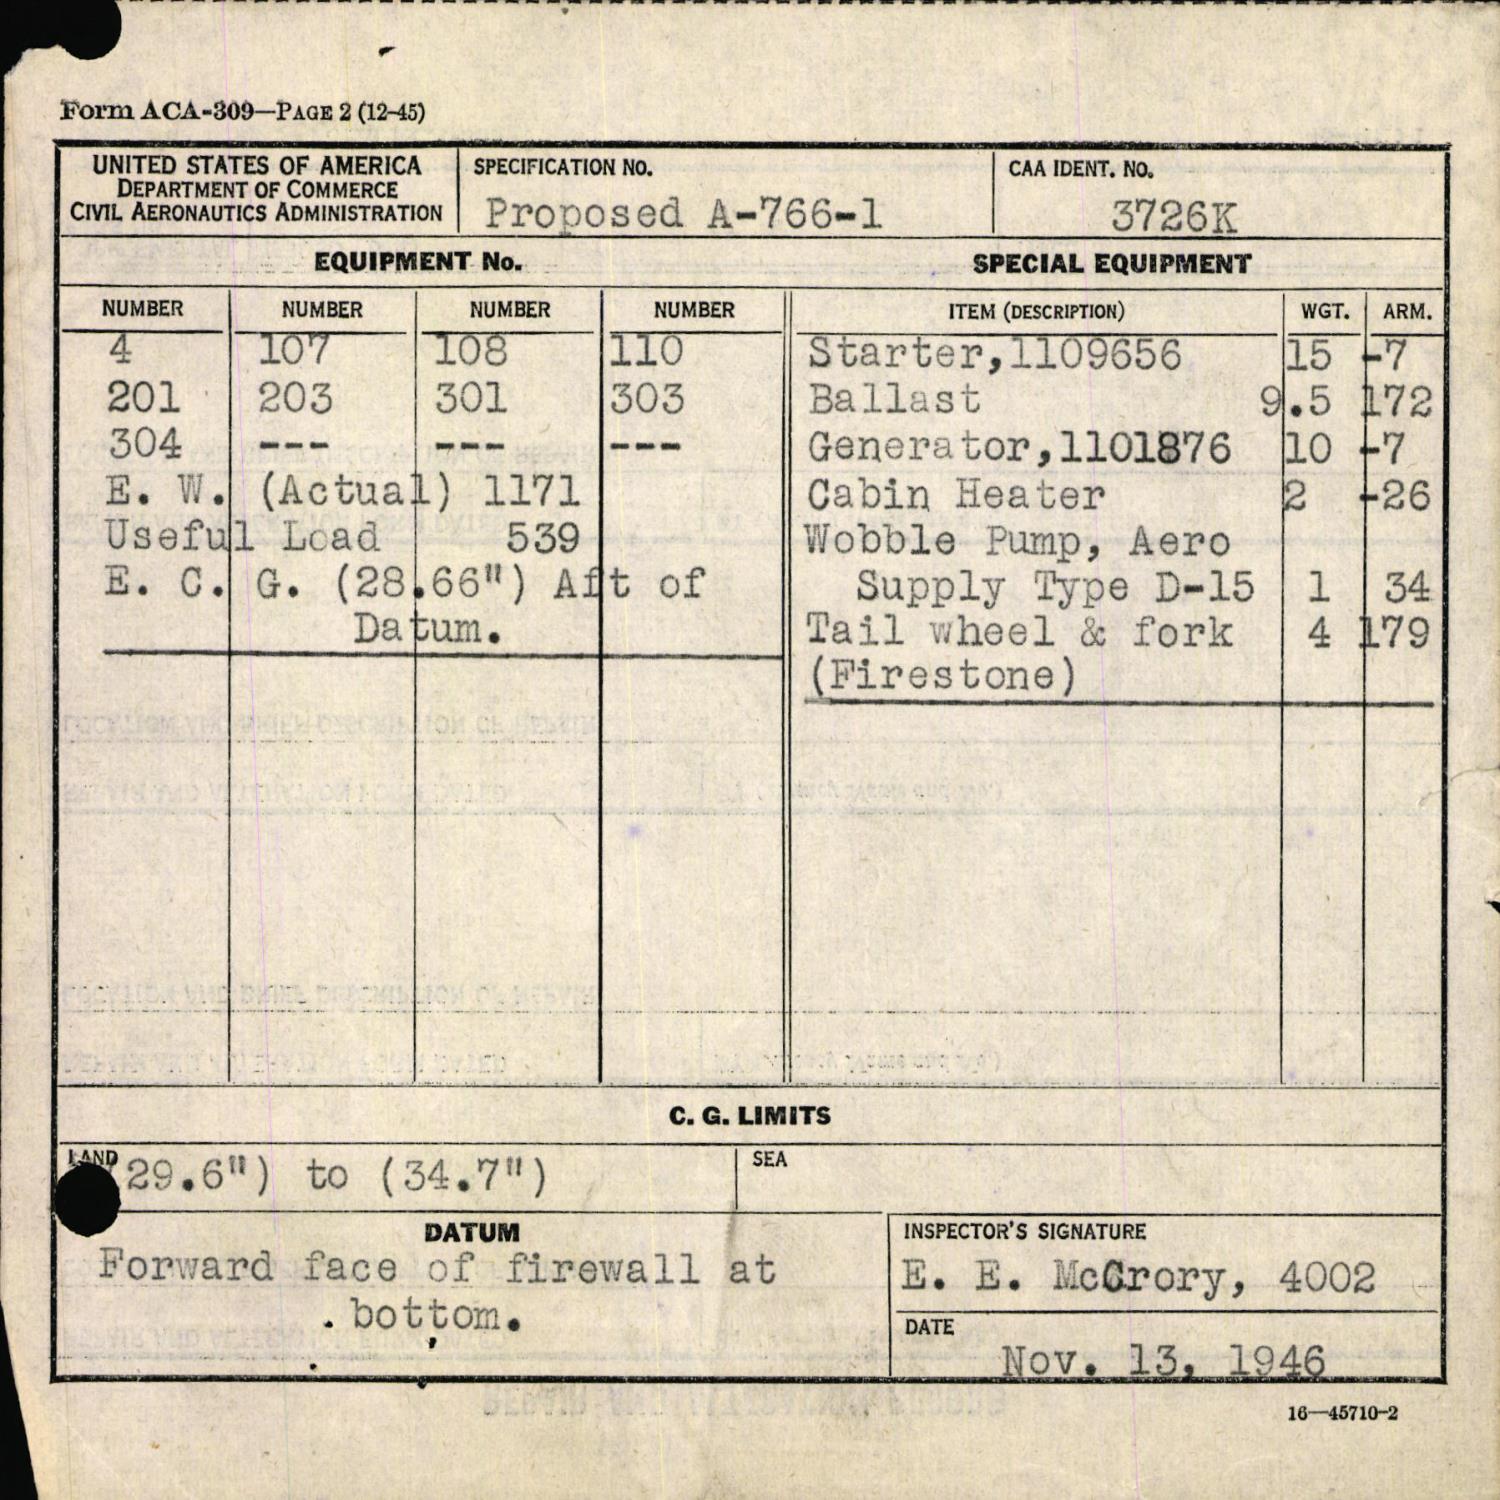 Form ACA-309—PAGE 2 (12-45)
UNITED STATES OF AMERICA
DEPARTMENT OF COMMERCE
CIVIL AERONAUTICS ADMINISTRATION
SPECIFICATION NO.
Proposed A-766-1
CAA IDENT. NO.
3726K
EQUIPMENT No.
SPECIAL EQUIPMENT
NUMBER NUMBER NUMBER NUMBER ITEM (DESCRIPTION) WGT. ARM.
4 107 108 110 Starter,1109656 15 -7
201 203 301 303 Ballast 9.5 172
304 --- --- --- Generator,1101876 10 -7
E. W. (Actual) 1171 Cabin Heater 2 -26
Useful Load 539 Wobble Pump, Aero
E. C. G. (28.66") Aft of Supply Type D-15 1 34
Datum. Tail wheel & fork 4 179
(Firestone)
C. G. LIMITS
LAND
29.6") to (34.7")
SEA
DATUM
Forward face of firewall at
bottom.
INSPECTOR'S SIGNATURE
E. E. McCrory, 4002
DATE
Nov. 13, 1946
16—45710-2